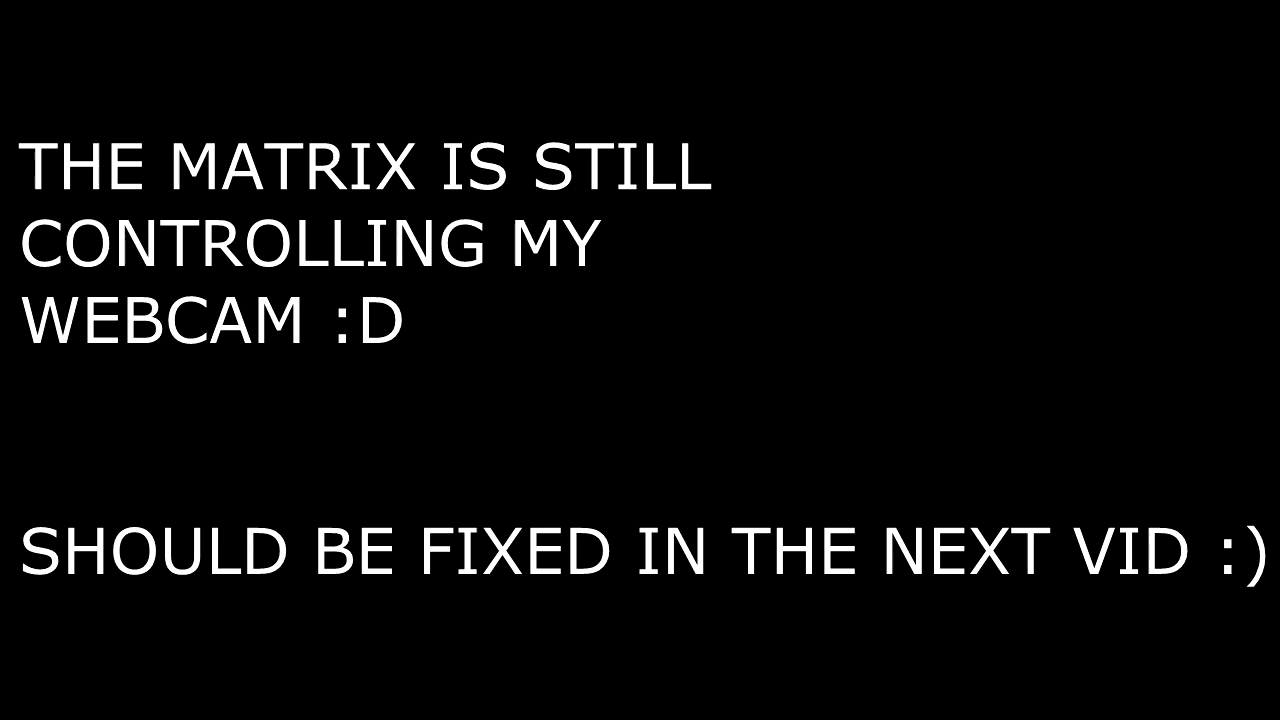 THE MATRIX IS STILL
CONTROLLING MY
WEBCAM :D
SHOULD BE FIXED IN THE NEXT VID :)